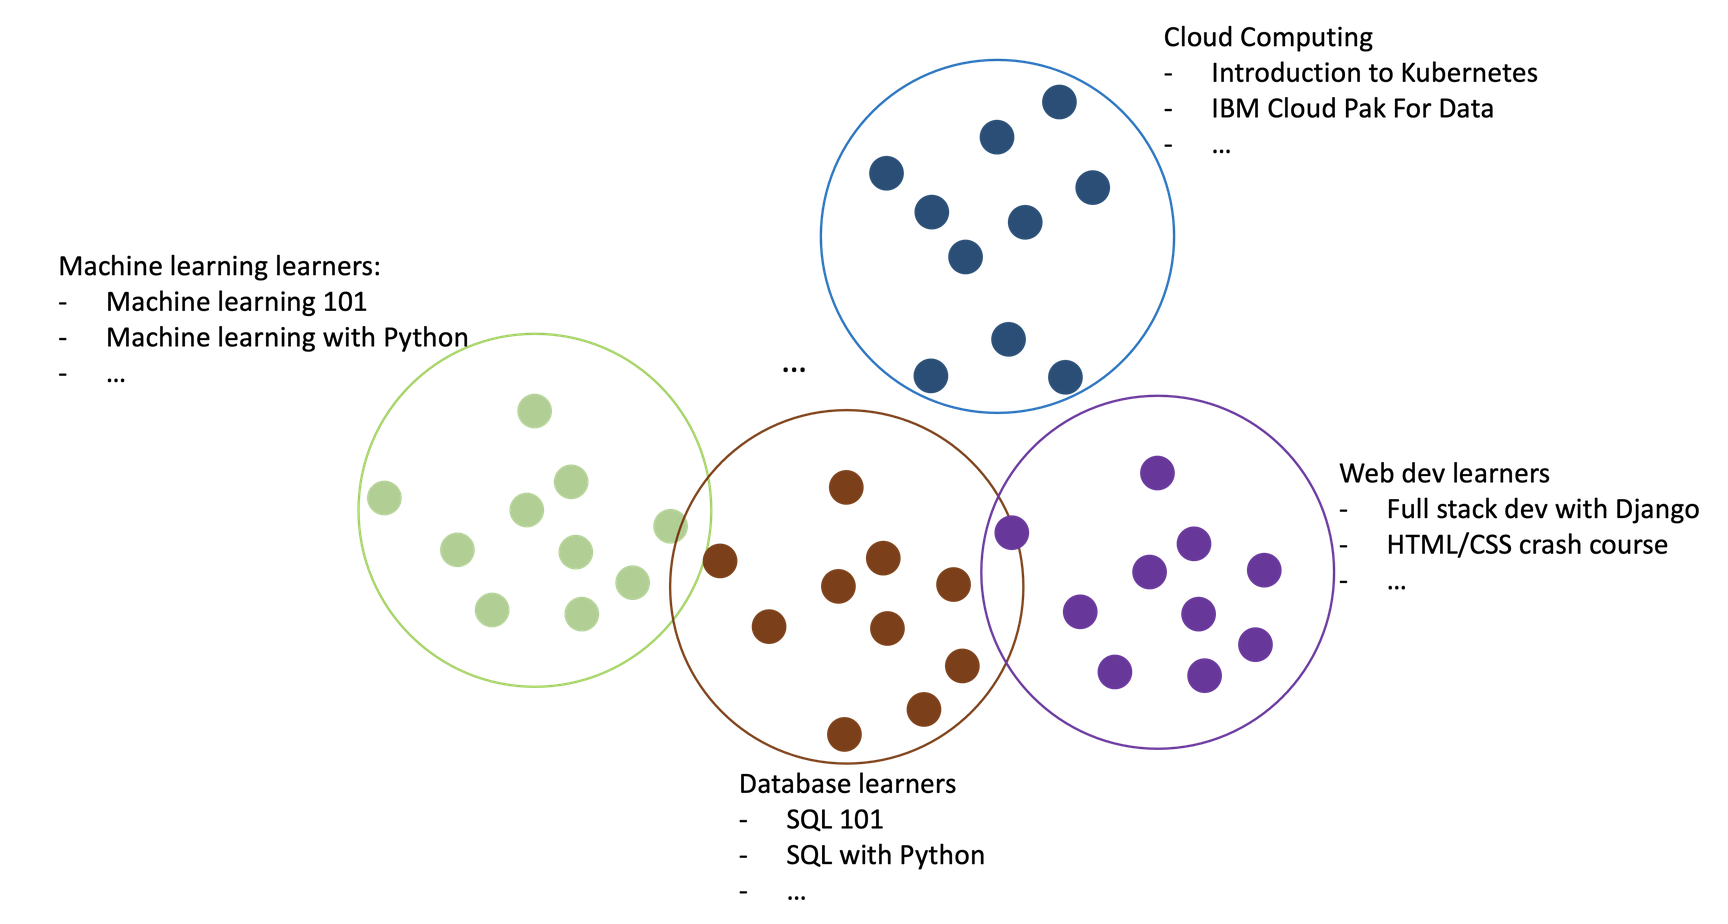 Cloud Computing
- Introduction to Kubernetes
- IBM Cloud Pak For Data
- ...
Machine learning learners:
- Machine learning 101
- Machine learning with Python
- ...
...
Web dev learners
- Full stack dev with Django
- HTML/CSS crash course
- ...
Database learners
- SQL 101
- SQL with Python
- ...